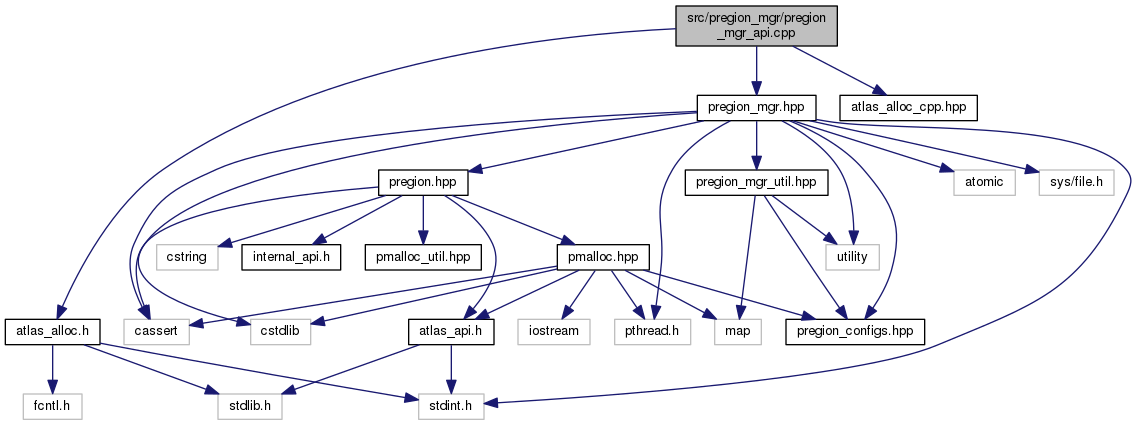 src/pregion_mgr/pregion
_mgr_api.cpp
pregion_mgr.hpp
atlas_alloc_cpp.hpp
pregion.hpp
pregion_mgr_util.hpp
atomic
sys/file.h
cstring
internal_api.h
pmalloc_util.hpp
pmalloc.hpp
utility
atlas_alloc.h
cassert
cstdlib
atlas_api.h
iostream
pthread.h
map
pregion_configs.hpp
fcntl.h
stdlib.h
stdint.h